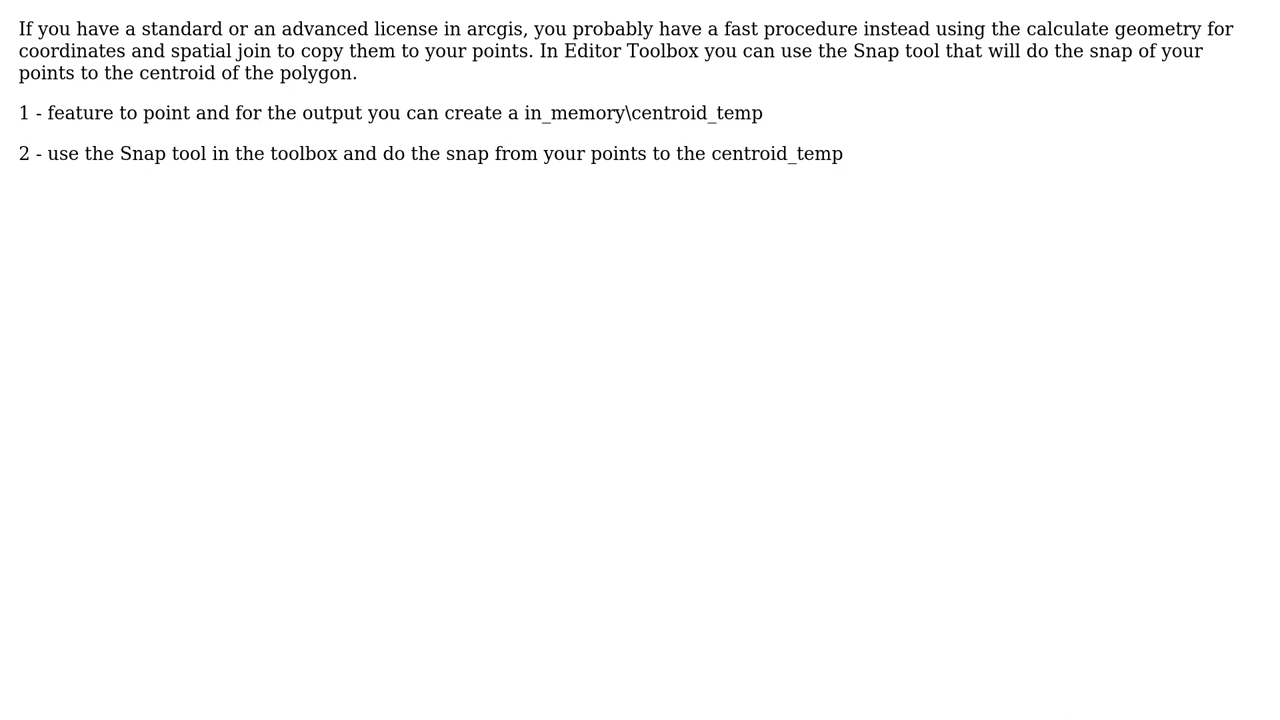 If you have a standard or an advanced license in arcgis, you probably have a fast procedure instead using the calculate geometry for
coordinates and spatial join to copy them to your points. In Editor Toolbox you can use the Snap tool that will do the snap of your
points to the centroid of the polygon.
1 - feature to point and for the output you can create a in_memory\centroid_temp
2 - use the Snap tool in the toolbox and do the snap from your points to the centroid_temp